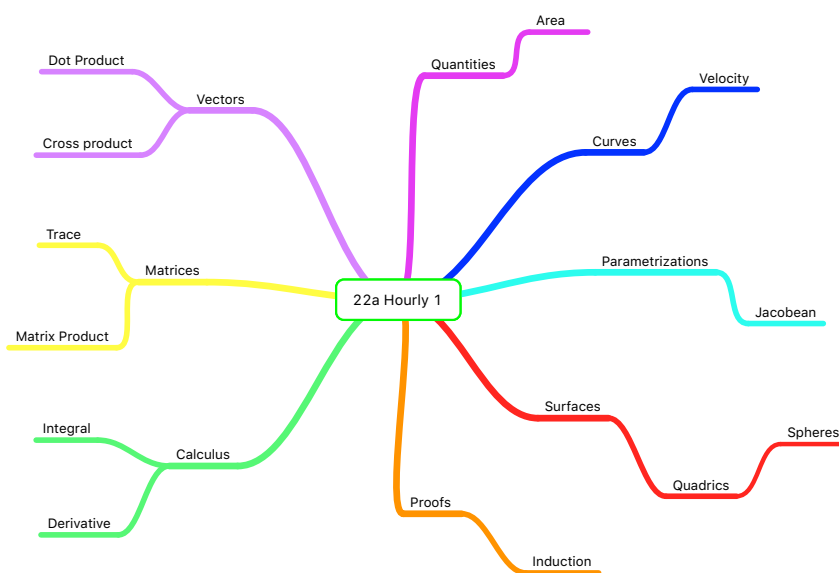 Area
Dot Product
Quantities
Velocity
Vectors
Cross product
Curves
Trace
Matrices
Parametrizations
22a Hourly 1
Jacobean
Matrix Product
Surfaces
Integral
Spheres
Calculus
Quadrics
Proofs
Derivative
Induction